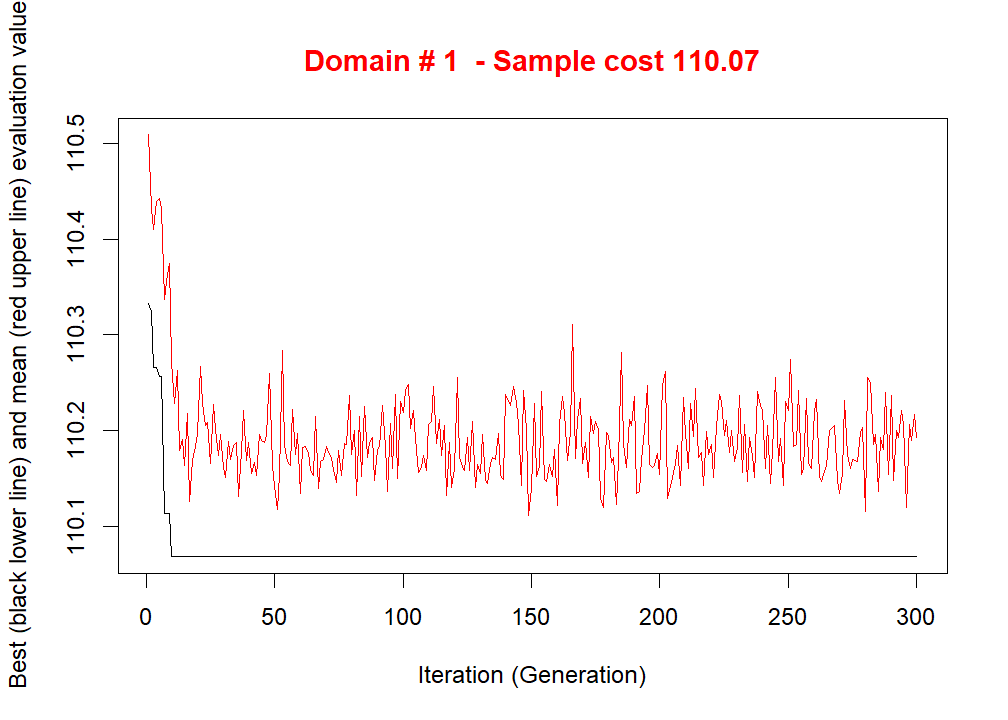 Domain # 1  - Sample cost 110.07
Best (black lower line) and mean (red upper line) evaluation value
110.5
110.4
110.3
110.2
110.1
0 50 100 150 200 250 300
Iteration (Generation)